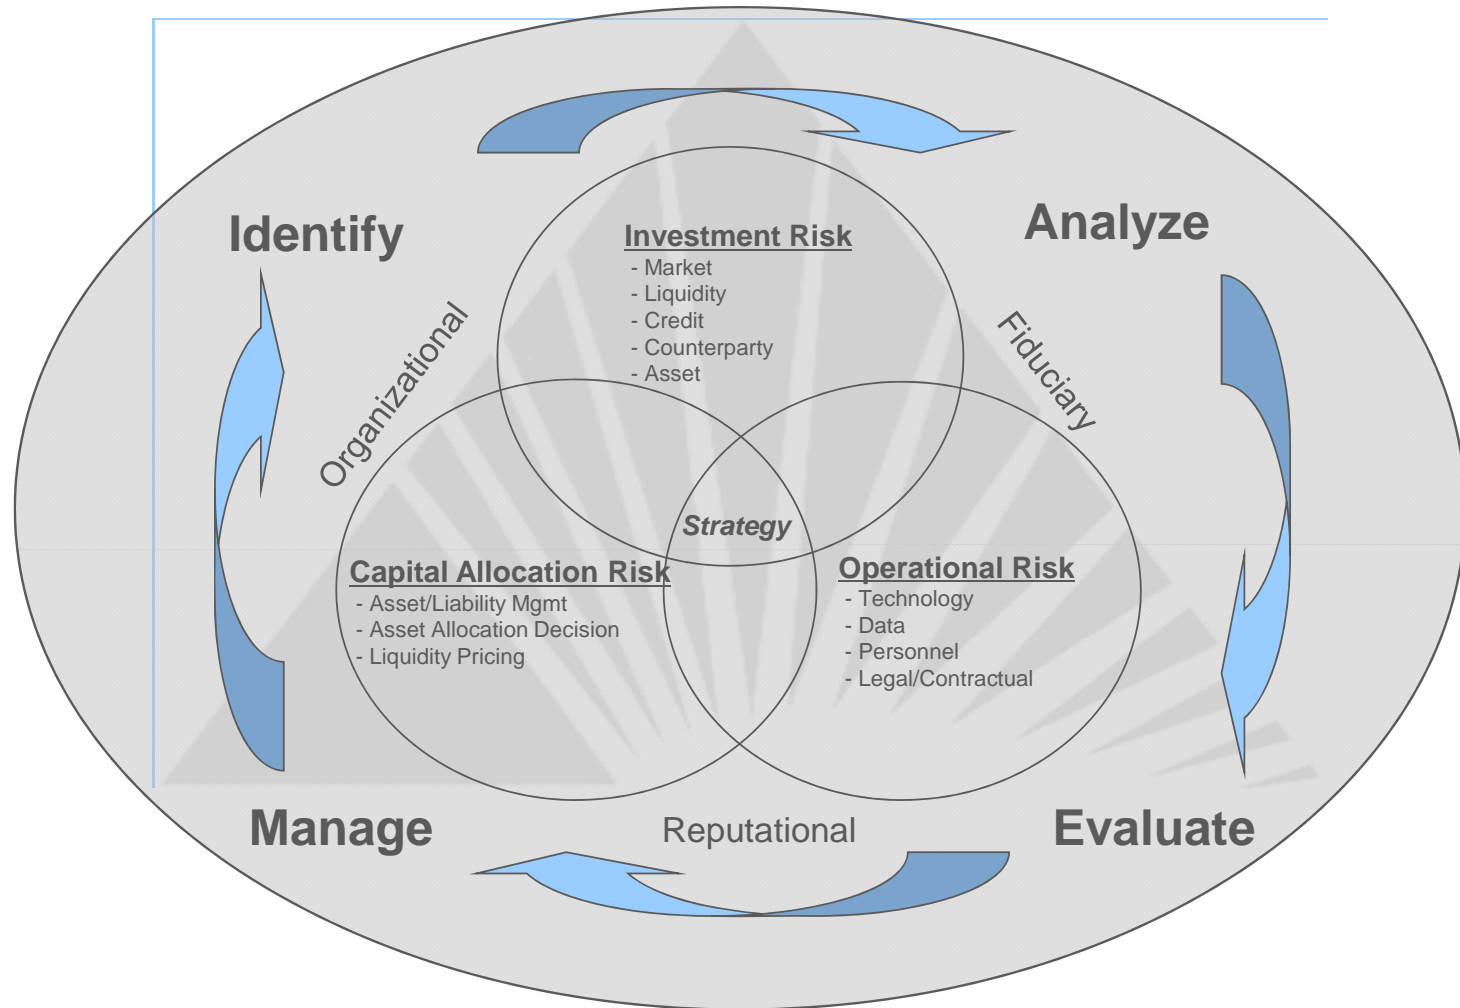 Identify
Analyze
Investment Risk
- Market
- Liquidity
- Credit
- Counterparty
- Asset
Organizational
Fiduciary
Strategy
Capital Allocation Risk
- Asset/Liability Mgmt
- Asset Allocation Decision
- Liquidity Pricing
Operational Risk
- Technology
- Data
- Personnel
- Legal/Contractual
Manage
Reputational
Evaluate